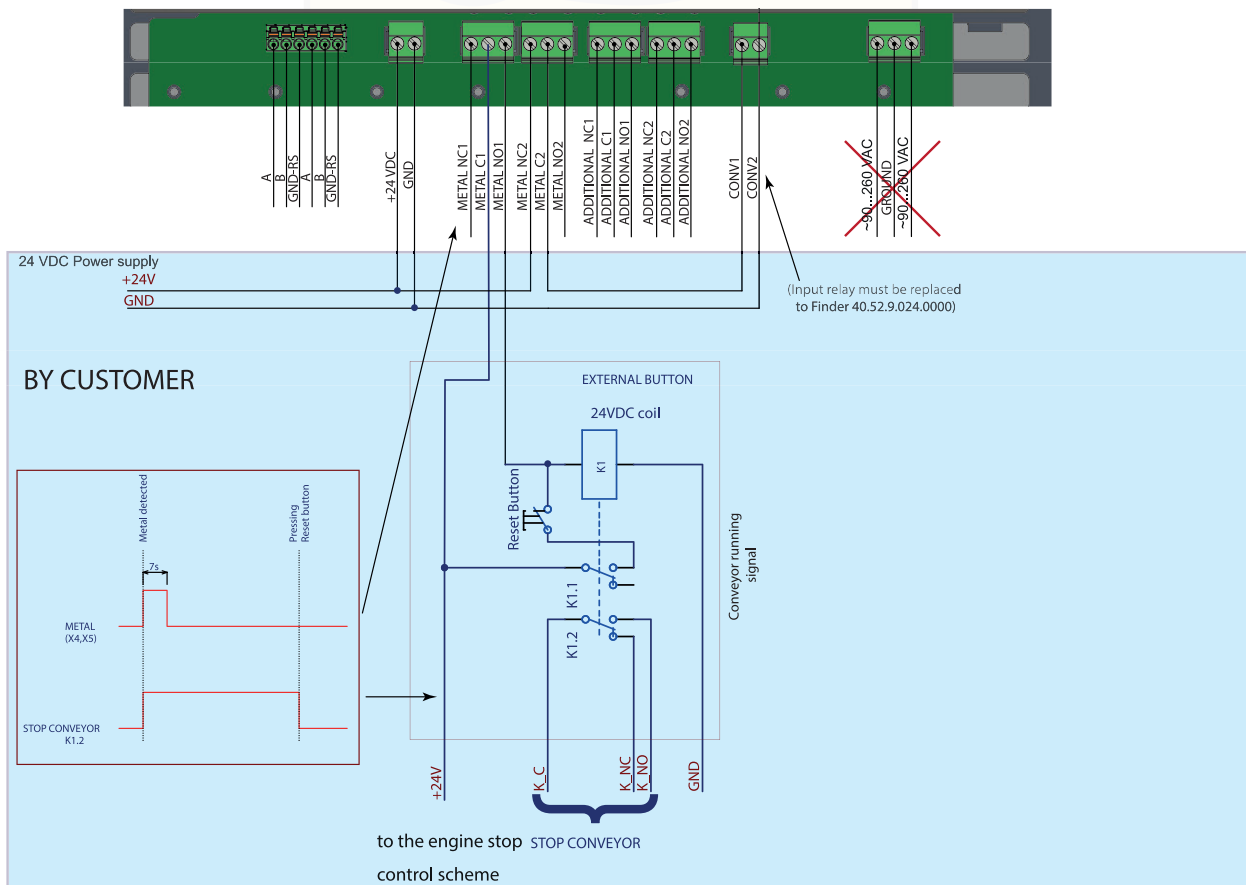 A
B
GND-RS
A
B
GND-RS
+24 VDC
GND
METAL NC1
METAL C1
METAL NO1
METAL NC2
METAL C2
METAL NO2
ADDITIONAL NC1
ADDITIONAL C1
ADDITIONAL NO1
ADDITIONAL NC2
ADDITIONAL C2
ADDITIONAL NO2
CONV1
CONV2
~90...260 VAC
GROUND
~90...260 VAC
24 VDC Power supply
+24V
GND
(Input relay must be replaced
to Finder 40.52.9.024.0000)
BY CUSTOMER
EXTERNAL BUTTON
24VDC coil
K1
Reset Button
K1.1
K1.2
Conveyor running
signal
Metal detected
Pressing
Reset button
7s
METAL
(X4,X5)
STOP CONVEYOR
K1.2
+24V
K_C
K_NC
K_NO
GND
to the engine stop
control scheme
STOP CONVEYOR